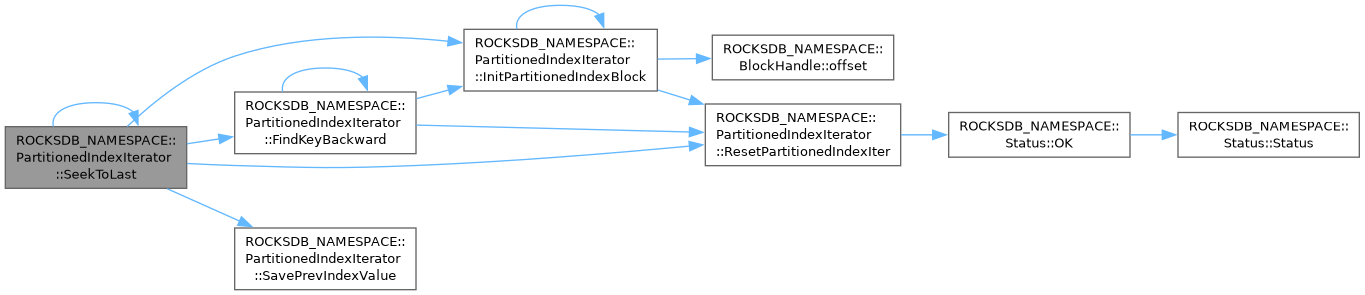 ROCKSDB_NAMESPACE::
PartitionedIndexIterator
::SeekToLast
ROCKSDB_NAMESPACE::
PartitionedIndexIterator
::FindKeyBackward
ROCKSDB_NAMESPACE::
PartitionedIndexIterator
::InitPartitionedIndexBlock
ROCKSDB_NAMESPACE::
BlockHandle::offset
ROCKSDB_NAMESPACE::
PartitionedIndexIterator
::ResetPartitionedIndexIter
ROCKSDB_NAMESPACE::
Status::OK
ROCKSDB_NAMESPACE::
Status::Status
ROCKSDB_NAMESPACE::
PartitionedIndexIterator
::SavePrevIndexValue